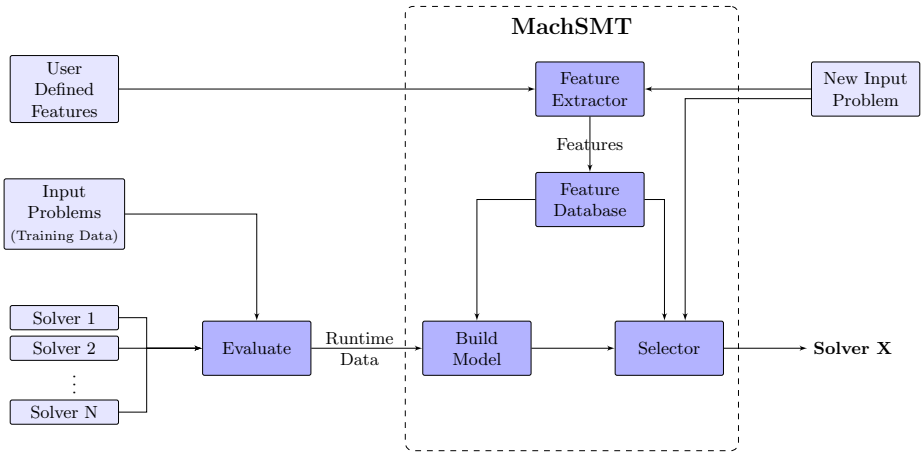 MachSMT
User
Defined
Features
Feature
Extractor
New Input
Problem
Features
Input
Problems
(Training Data)
Feature
Database
Solver 1
Solver 2
⋮
Solver N
Evaluate
Runtime
Data
Build
Model
Selector
Solver X